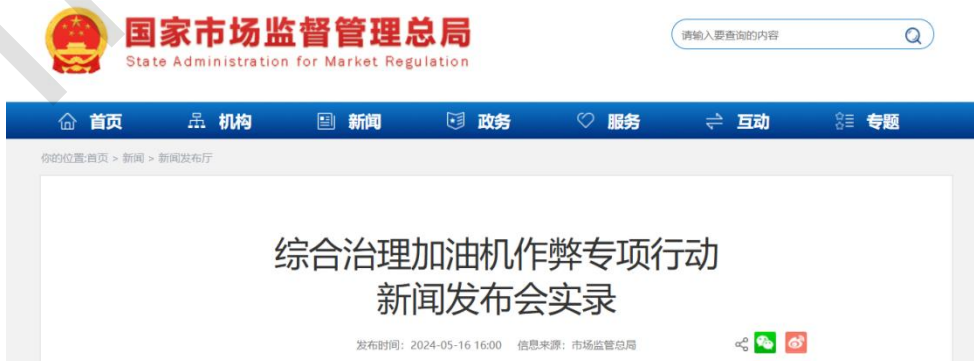 国家市场监督管理总局
State Administration for Market Regulation
请输入要查询的内容
首页 机构 新闻 政务 服务 互动 专题
你的位置:首页 > 新闻 > 新闻发布厅
综合治理加油机作弊专项行动
新闻发布会实录
发布时间：2024-05-16 16:00 信息来源：市场监管总局